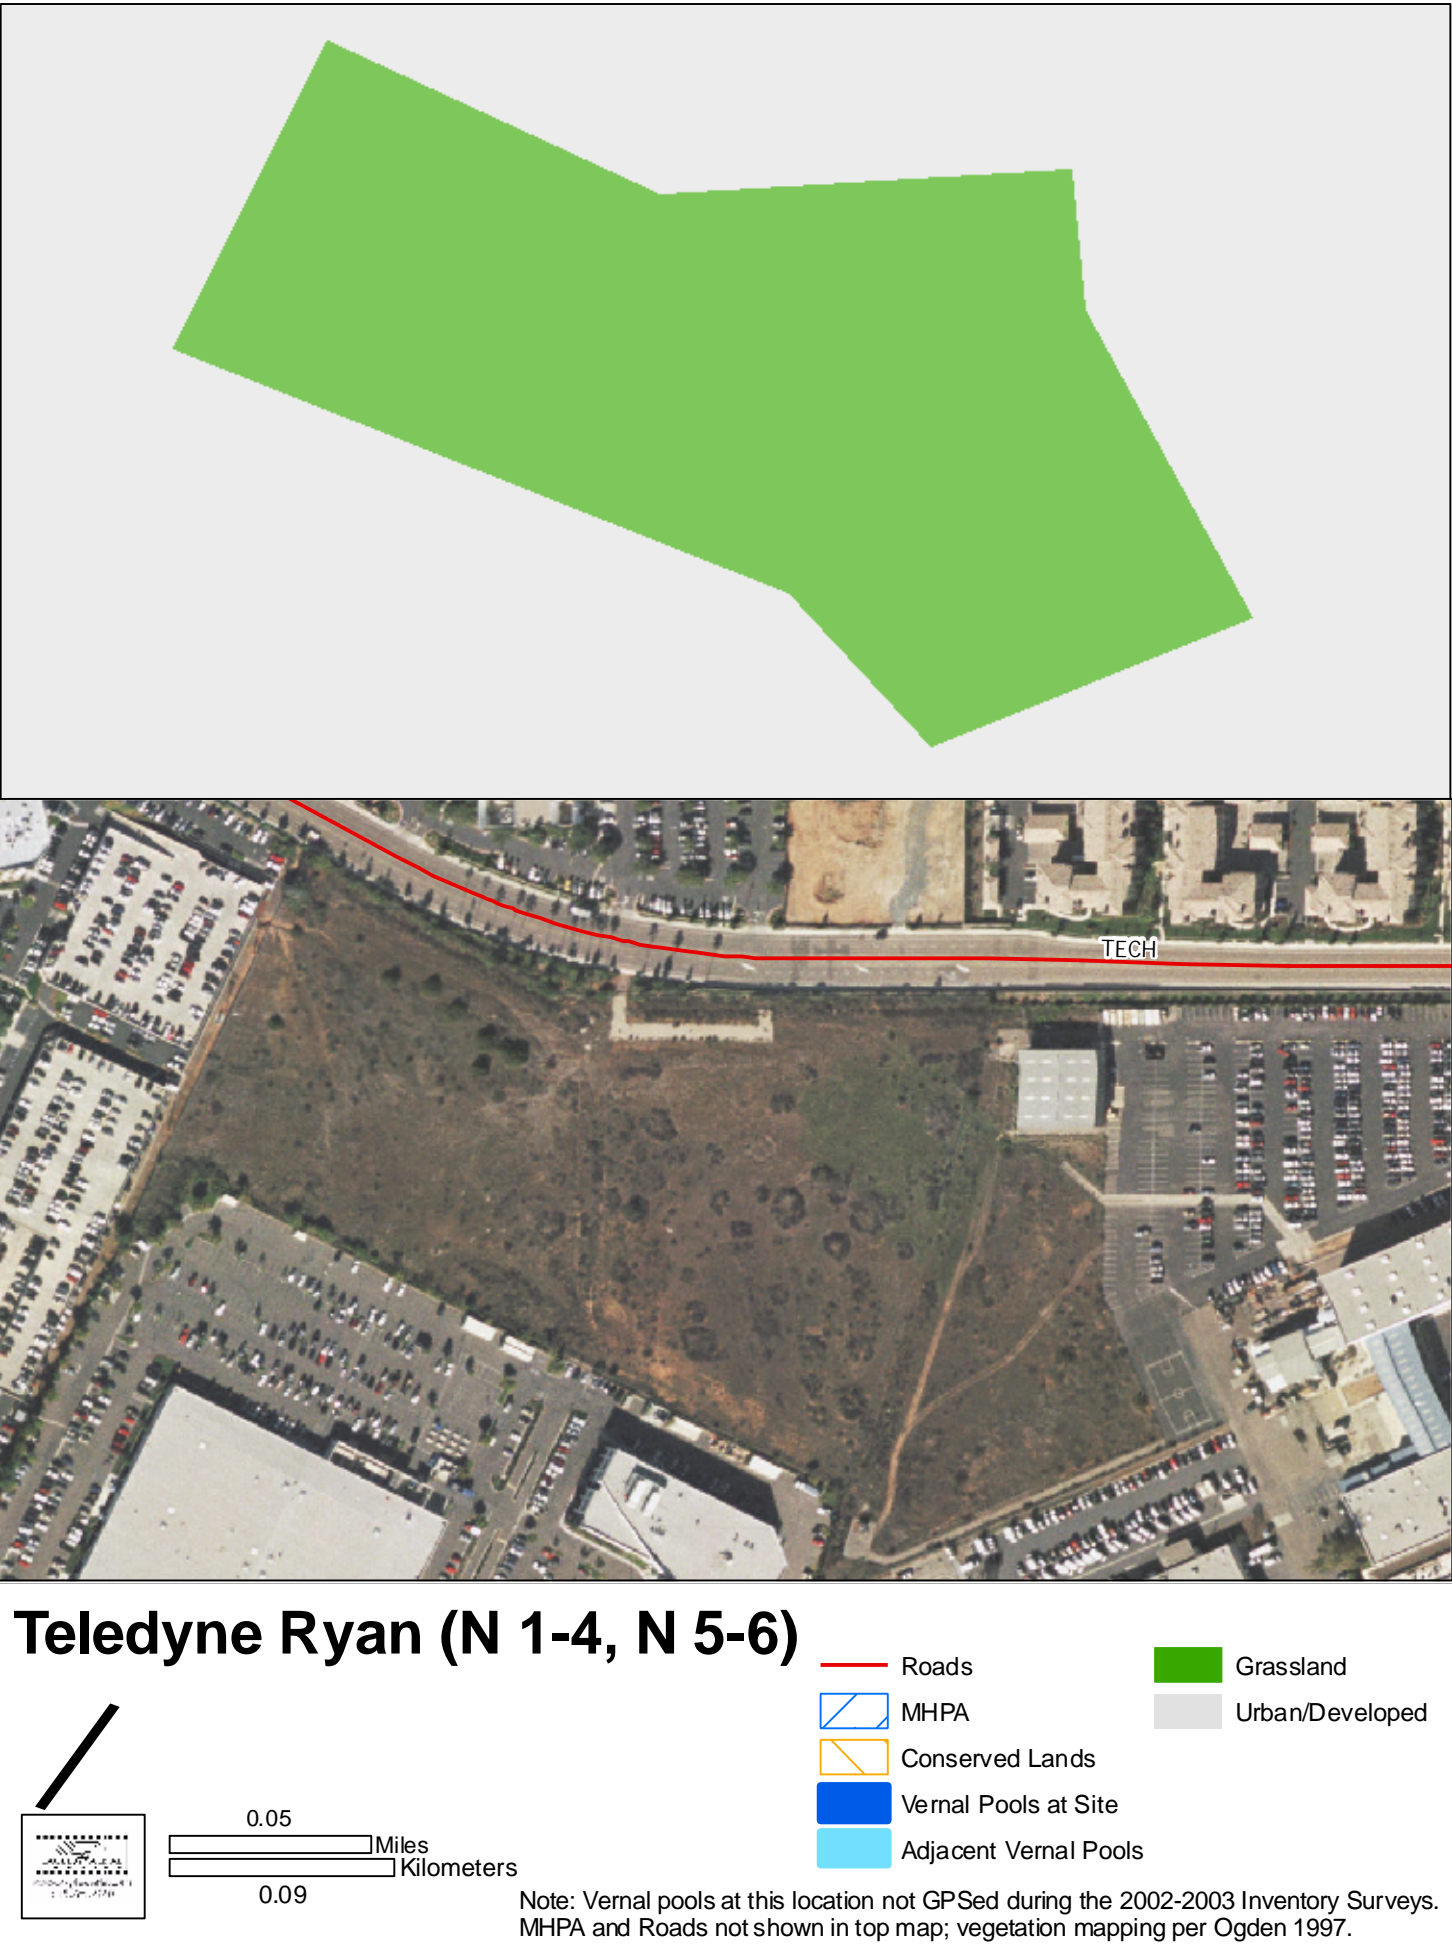 TECH
Teledyne Ryan (N 1-4, N 5-6)
Roads
MHPA
Conserved Lands
Vernal Pools at Site
Adjacent Vernal Pools
Grassland
Urban/Developed
0.05
Miles
Kilometers
0.09
Note: Vernal pools at this location not GPSed during the 2002-2003 Inventory Surveys.
MHPA and Roads not shown in top map; vegetation mapping per Ogden 1997.